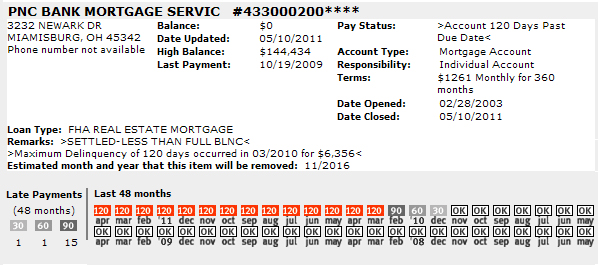 PNC BANK MORTGAGE SERVIC #433000200****
3232 NEWARK DR
MIAMISBURG, OH 45342
Phone number not available
Balance: $0
Date Updated: 05/10/2011
High Balance: $144,434
Last Payment: 10/19/2009
Pay Status: >Account 120 Days Past
Due Date<
Account Type: Mortgage Account
Responsibility: Individual Account
Terms: $1261 Monthly for 360
months
Date Opened: 02/28/2003
Date Closed: 05/10/2011
Loan Type: FHA REAL ESTATE MORTGAGE
Remarks: >SETTLED-LESS THAN FULL BLNC<
>Maximum Delinquency of 120 days occurred in 03/2010 for $6,356<
Estimated month and year that this item will be removed: 11/2016
Late Payments
(48 months)
30 60 90
1 1 15
Last 48 months
120 120 120 120 120 120 120 120 120 120 120 120 120 120 90 60 30 OK OK OK OK OK OK OK
apr mar feb '11 dec nov oct sep aug jul jun may apr mar feb '10 dec nov oct sep aug jul jun may
OK OK OK OK OK OK OK OK OK OK OK OK OK OK OK OK OK OK OK OK OK OK OK OK
apr mar feb '09 dec nov oct sep aug jul jun may apr mar feb '08 dec nov oct sep aug jul jun may